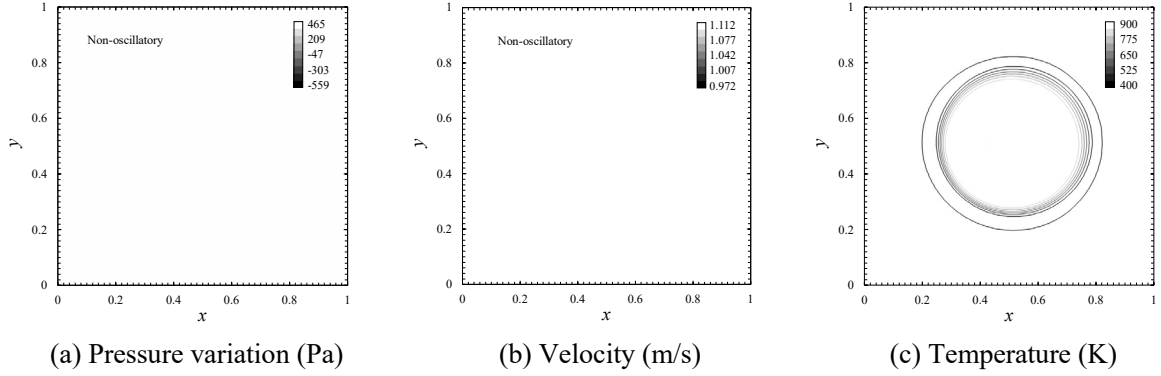 1
0.8
0.6
0.4
0.2
0
y
Non-oscillatory
465
209
-47
-303
-559
0 0.2 0.4 0.6 0.8 1
x
(a) Pressure variation (Pa)
1
0.8
0.6
0.4
0.2
0
y
Non-oscillatory
1.112
1.077
1.042
1.007
0.972
0 0.2 0.4 0.6 0.8 1
x
(b) Velocity (m/s)
1
0.8
0.6
0.4
0.2
0
y
900
775
650
525
400
0 0.2 0.4 0.6 0.8 1
x
(c) Temperature (K)